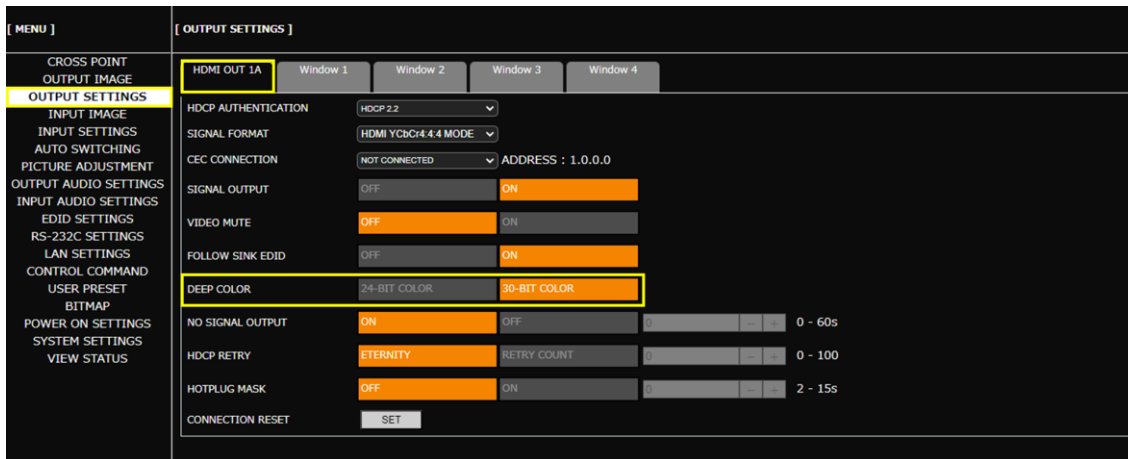 [ MENU ]
[ OUTPUT SETTINGS ]
CROSS POINT
OUTPUT IMAGE
OUTPUT SETTINGS
INPUT IMAGE
INPUT SETTINGS
AUTO SWITCHING
PICTURE ADJUSTMENT
OUTPUT AUDIO SETTINGS
INPUT AUDIO SETTINGS
EDID SETTINGS
RS-232C SETTINGS
LAN SETTINGS
CONTROL COMMAND
USER PRESET
BITMAP
POWER ON SETTINGS
SYSTEM SETTINGS
VIEW STATUS
HDMI OUT 1A Window 1 Window 2 Window 3 Window 4
HDCP AUTHENTICATION HDCP 2.2
SIGNAL FORMAT HDMI YCbCr4:4:4 MODE
CEC CONNECTION NOT CONNECTED ADDRESS : 1.0.0.0
SIGNAL OUTPUT OFF ON
VIDEO MUTE OFF ON
FOLLOW SINK EDID OFF ON
DEEP COLOR 24-BIT COLOR 30-BIT COLOR
NO SIGNAL OUTPUT ON OFF 0 − + 0 - 60s
HDCP RETRY ETERNITY RETRY COUNT 0 − + 0 - 100
HOTPLUG MASK OFF ON 0 − + 2 - 15s
CONNECTION RESET SET